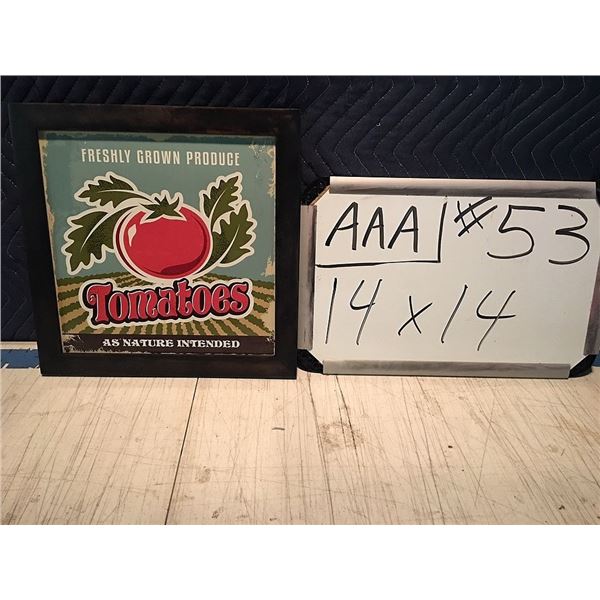 FRESHLY GROWN PRODUCE
Tomatoes
AS NATURE INTENDED
AAA #53
14 x 14